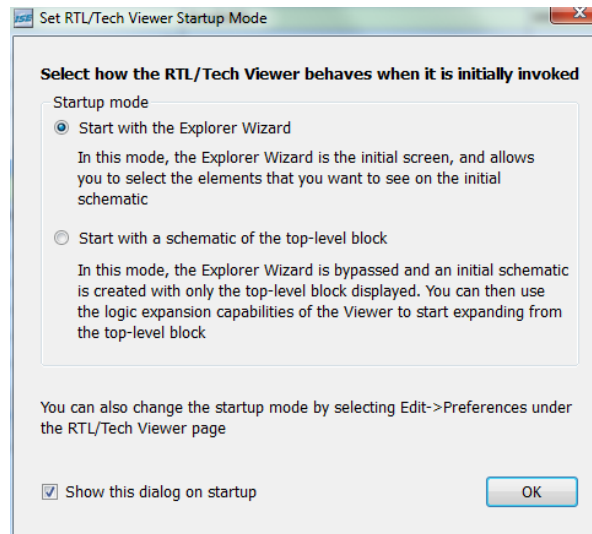 ISE Set RTL/Tech Viewer Startup Mode
Select how the RTL/Tech Viewer behaves when it is initially invoked
Startup mode
Start with the Explorer Wizard
In this mode, the Explorer Wizard is the initial screen, and allows
you to select the elements that you want to see on the initial
schematic
Start with a schematic of the top-level block
In this mode, the Explorer Wizard is bypassed and an initial schematic
is created with only the top-level block displayed. You can then use
the logic expansion capabilities of the Viewer to start expanding from
the top-level block
You can also change the startup mode by selecting Edit->Preferences under
the RTL/Tech Viewer page
Show this dialog on startup
OK